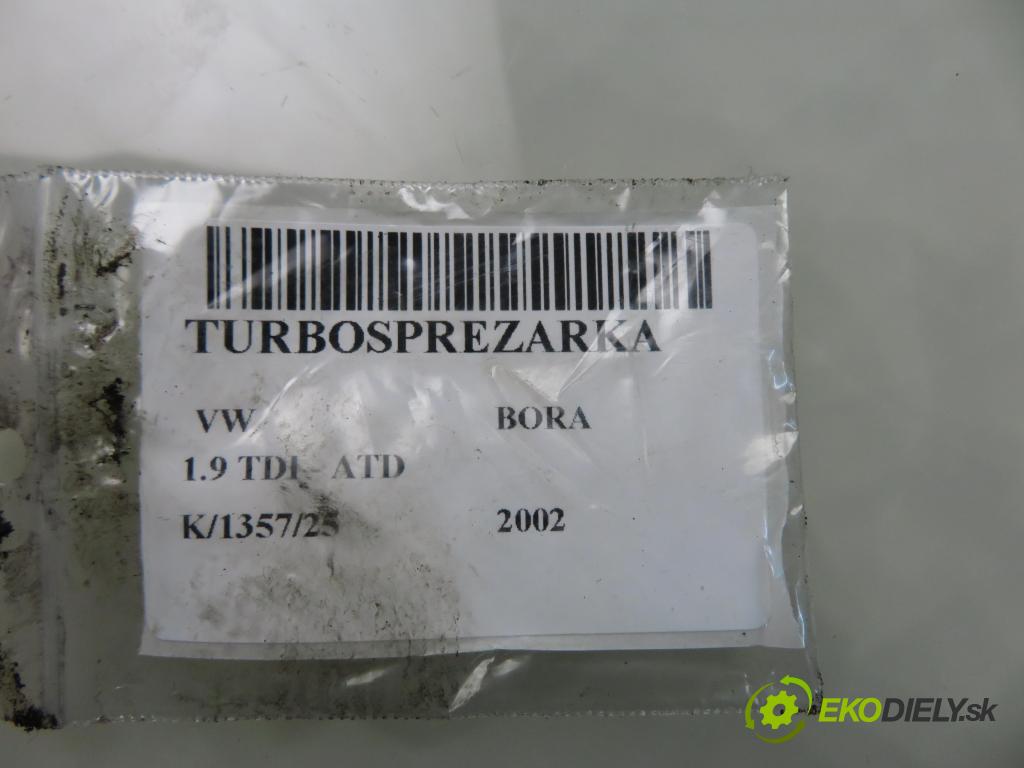 TURBOSPREZARKA
VW BORA
1.9 TDI ATD
K/1357/25 2002
EKODIELY.sk